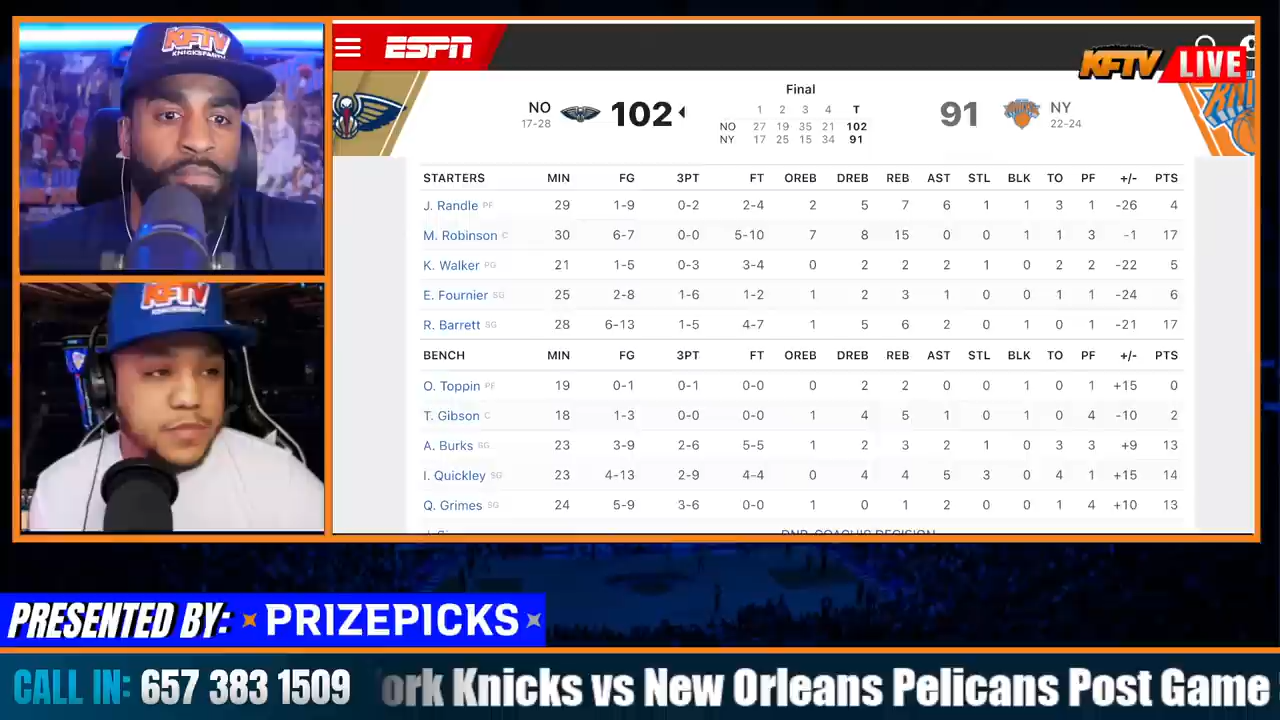 KFTV
KNICKSFANTV
KFTV
ESPN
KFTV LIVE
Final
NO 102 91 NY
17-28 22-24
1 2 3 4 T
NO 27 19 35 21 102
NY 17 25 15 34 91
STARTERS MIN FG 3PT FT OREB DREB REB AST STL BLK TO PF +/- PTS
J. Randle PF 29 1-9 0-2 2-4 2 5 7 6 1 1 3 1 -26 4
M. Robinson C 30 6-7 0-0 5-10 7 8 15 0 0 1 1 3 -1 17
K. Walker PG 21 1-5 0-3 3-4 0 2 2 2 1 0 2 2 -22 5
E. Fournier SG 25 2-8 1-6 1-2 1 2 3 1 0 0 1 1 -24 6
R. Barrett SG 28 6-13 1-5 4-7 1 5 6 2 0 1 0 1 -21 17
BENCH MIN FG 3PT FT OREB DREB REB AST STL BLK TO PF +/- PTS
O. Toppin PF 19 0-1 0-1 0-0 0 2 2 0 0 1 0 1 +15 0
T. Gibson C 18 1-3 0-0 0-0 1 4 5 1 0 1 0 4 -10 2
A. Burks SG 23 3-9 2-6 5-5 1 2 3 2 1 0 3 3 +9 13
I. Quickley SG 23 4-13 2-9 4-4 0 4 4 5 3 0 4 1 +15 14
Q. Grimes SG 24 5-9 3-6 0-0 1 0 1 2 0 0 1 4 +10 13
DNP-COACH'S DECISION
PRESENTED BY: PRIZEPICKS
CALL IN: 657 383 1509 ork Knicks vs New Orleans Pelicans Post Game